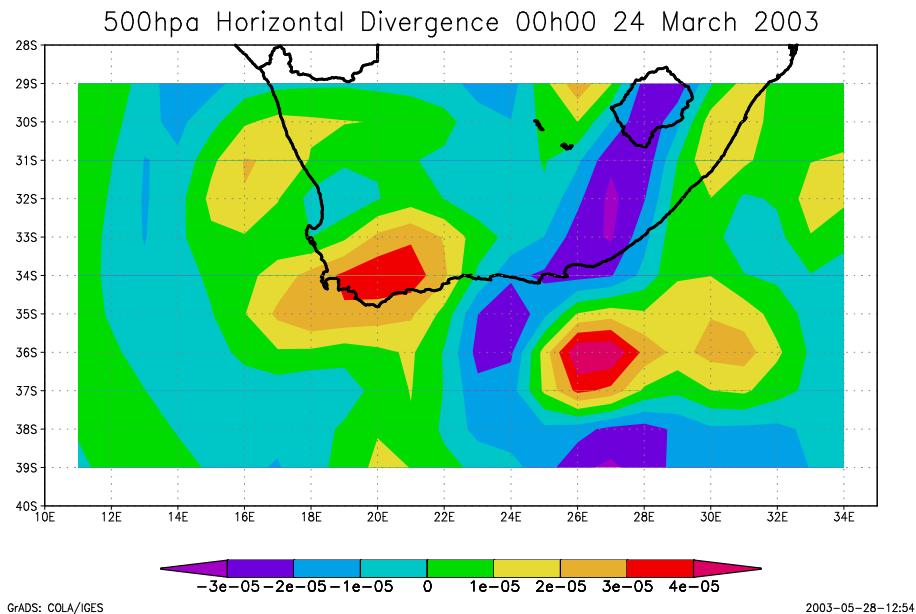 500hpa Horizontal Divergence 00h00 24 March 2003
28S
29S
30S
31S
32S
33S
34S
35S
36S
37S
38S
39S
40S
10E 12E 14E 16E 18E 20E 22E 24E 26E 28E 30E 32E 34E
-3e-05 -2e-05 -1e-05 0 1e-05 2e-05 3e-05 4e-05
GrADS: COLA/IGES 2003-05-28-12:54